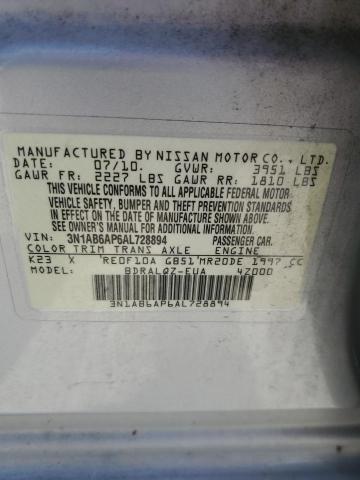 MANUFACTURED BY NISSAN MOTOR CO., LTD.
DATE: 07/10. GVWR: 3951 LBS
GAWR FR: 2227 LBS GAWR RR: 1810 LBS
THIS VEHICLE CONFORMS TO ALL APPLICABLE FEDERAL MOTOR
VEHICLE SAFETY, BUMPER AND THEFT PREVENTION STANDARDS
IN EFFECT ON THE DATE OF MANUFACTURE SHOWN ABOVE.
SEE OWNER'S MANUAL FOR ADDITIONAL INFORMATION
VIN: 3N1AB6AP6AL728894 PASSENGER CAR.
COLOR TRIM TRANS AXLE ENGINE
K23 X 'RE0F10A GB51'MR20DE 1997 CC
MODEL: BDRALQZ-EUA 4Z000
3N1AB6AP6AL728894